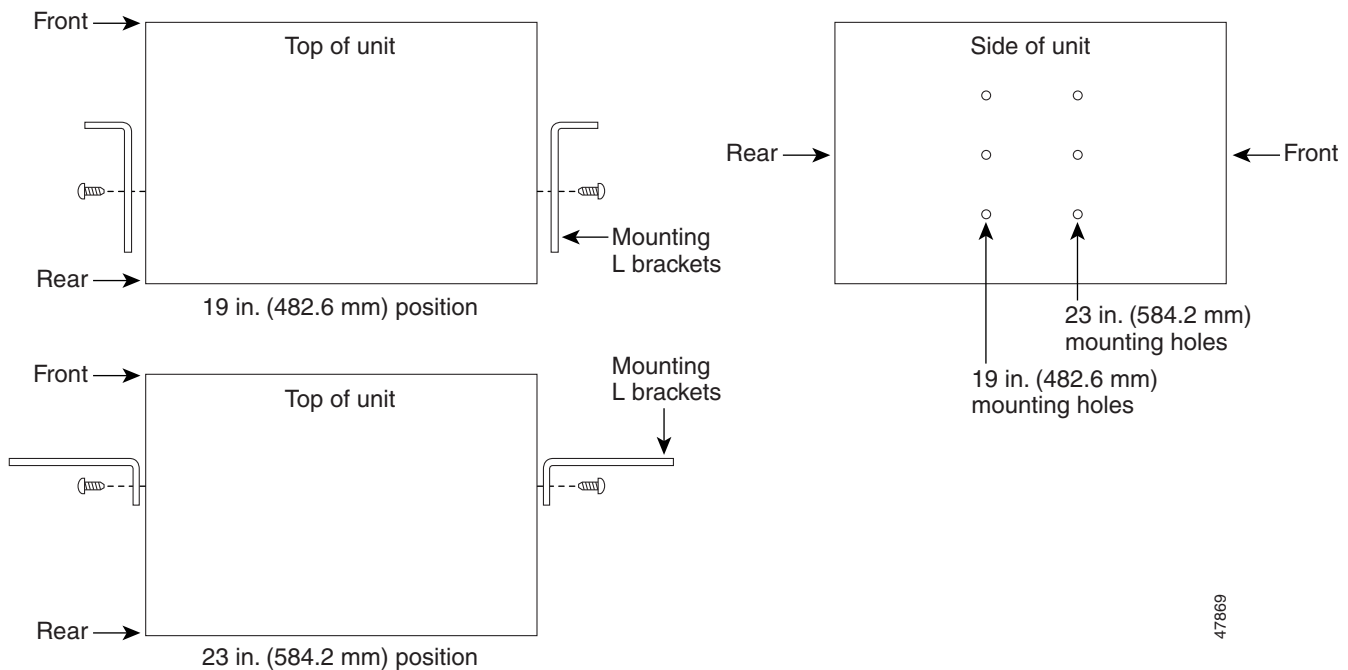 Front
Top of unit
Mounting
L brackets
Rear
19 in. (482.6 mm) position
Front
Top of unit
Mounting
L brackets
Rear
23 in. (584.2 mm) position
Side of unit
Rear
Front
23 in. (584.2 mm)
mounting holes
19 in. (482.6 mm)
mounting holes
47869